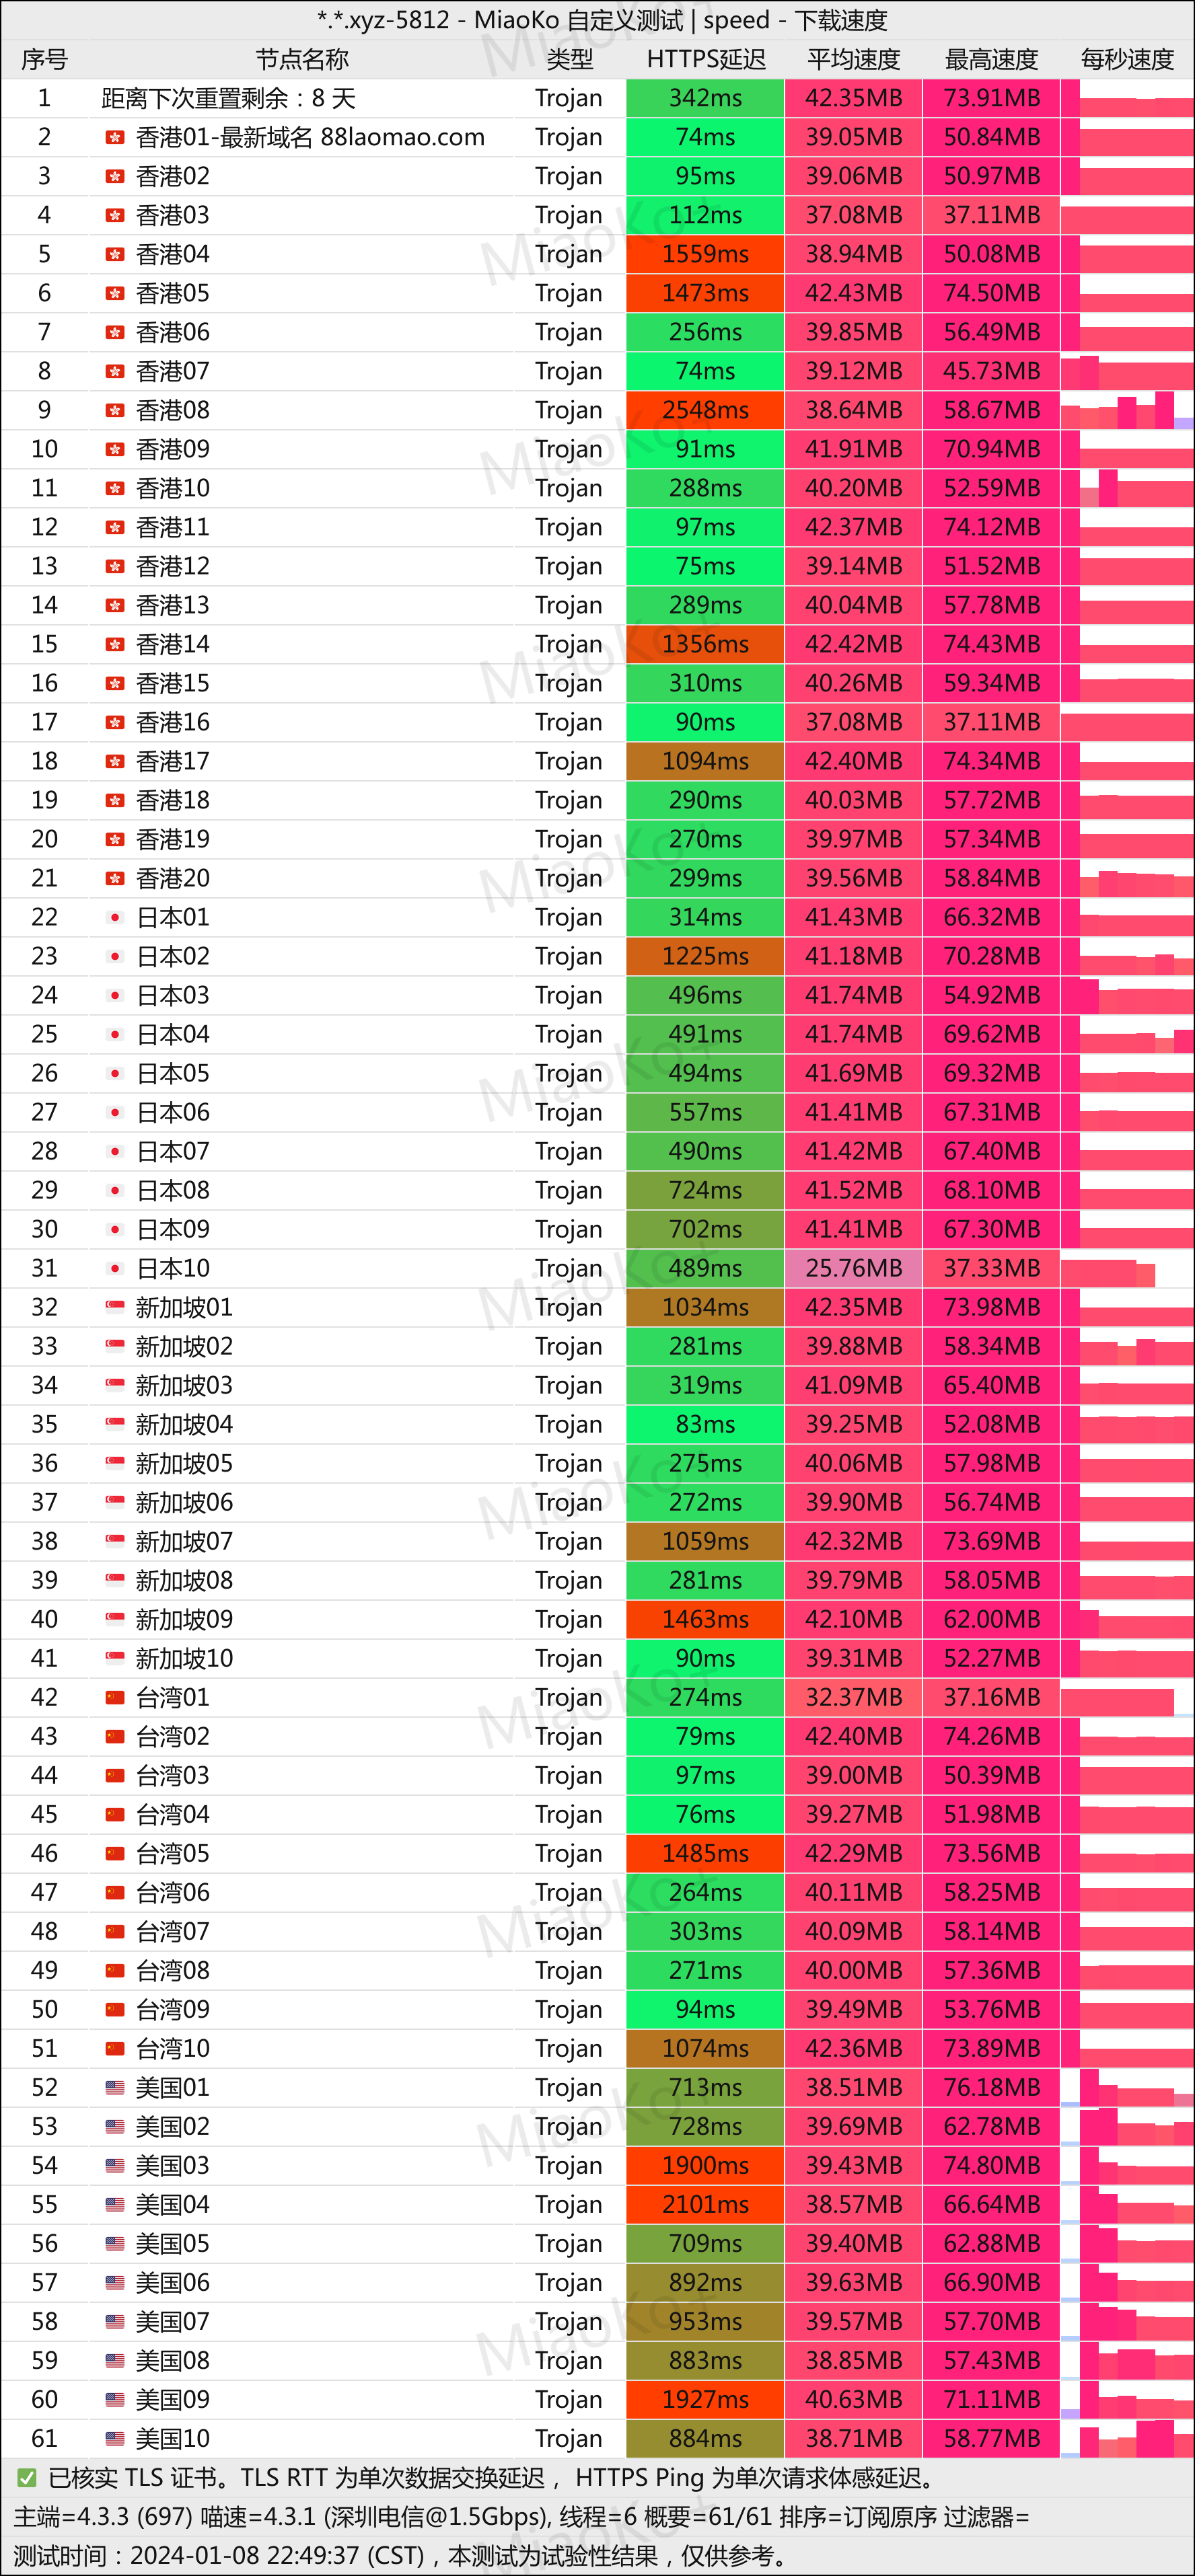 *.*.xyz-5812 - MiaoKo 自定义测试 | speed - 下载速度
序号 节点名称 类型 HTTPS延迟 平均速度 最高速度 每秒速度
1 距离下次重置剩余：8 天 Trojan 342ms 42.35MB 73.91MB
2 香港01-最新域名 88laomao.com Trojan 74ms 39.05MB 50.84MB
3 香港02 Trojan 95ms 39.06MB 50.97MB
4 香港03 Trojan 112ms 37.08MB 37.11MB
5 香港04 Trojan 1559ms 38.94MB 50.08MB
6 香港05 Trojan 1473ms 42.43MB 74.50MB
7 香港06 Trojan 256ms 39.85MB 56.49MB
8 香港07 Trojan 74ms 39.12MB 45.73MB
9 香港08 Trojan 2548ms 38.64MB 58.67MB
10 香港09 Trojan 91ms 41.91MB 70.94MB
11 香港10 Trojan 288ms 40.20MB 52.59MB
12 香港11 Trojan 97ms 42.37MB 74.12MB
13 香港12 Trojan 75ms 39.14MB 51.52MB
14 香港13 Trojan 289ms 40.04MB 57.78MB
15 香港14 Trojan 1356ms 42.42MB 74.43MB
16 香港15 Trojan 310ms 40.26MB 59.34MB
17 香港16 Trojan 90ms 37.08MB 37.11MB
18 香港17 Trojan 1094ms 42.40MB 74.34MB
19 香港18 Trojan 290ms 40.03MB 57.72MB
20 香港19 Trojan 270ms 39.97MB 57.34MB
21 香港20 Trojan 299ms 39.56MB 58.84MB
22 日本01 Trojan 314ms 41.43MB 66.32MB
23 日本02 Trojan 1225ms 41.18MB 70.28MB
24 日本03 Trojan 496ms 41.74MB 54.92MB
25 日本04 Trojan 491ms 41.74MB 69.62MB
26 日本05 Trojan 494ms 41.69MB 69.32MB
27 日本06 Trojan 557ms 41.41MB 67.31MB
28 日本07 Trojan 490ms 41.42MB 67.40MB
29 日本08 Trojan 724ms 41.52MB 68.10MB
30 日本09 Trojan 702ms 41.41MB 67.30MB
31 日本10 Trojan 489ms 25.76MB 37.33MB
32 新加坡01 Trojan 1034ms 42.35MB 73.98MB
33 新加坡02 Trojan 281ms 39.88MB 58.34MB
34 新加坡03 Trojan 319ms 41.09MB 65.40MB
35 新加坡04 Trojan 83ms 39.25MB 52.08MB
36 新加坡05 Trojan 275ms 40.06MB 57.98MB
37 新加坡06 Trojan 272ms 39.90MB 56.74MB
38 新加坡07 Trojan 1059ms 42.32MB 73.69MB
39 新加坡08 Trojan 281ms 39.79MB 58.05MB
40 新加坡09 Trojan 1463ms 42.10MB 62.00MB
41 新加坡10 Trojan 90ms 39.31MB 52.27MB
42 台湾01 Trojan 274ms 32.37MB 37.16MB
43 台湾02 Trojan 79ms 42.40MB 74.26MB
44 台湾03 Trojan 97ms 39.00MB 50.39MB
45 台湾04 Trojan 76ms 39.27MB 51.98MB
46 台湾05 Trojan 1485ms 42.29MB 73.56MB
47 台湾06 Trojan 264ms 40.11MB 58.25MB
48 台湾07 Trojan 303ms 40.09MB 58.14MB
49 台湾08 Trojan 271ms 40.00MB 57.36MB
50 台湾09 Trojan 94ms 39.49MB 53.76MB
51 台湾10 Trojan 1074ms 42.36MB 73.89MB
52 美国01 Trojan 713ms 38.51MB 76.18MB
53 美国02 Trojan 728ms 39.69MB 62.78MB
54 美国03 Trojan 1900ms 39.43MB 74.80MB
55 美国04 Trojan 2101ms 38.57MB 66.64MB
56 美国05 Trojan 709ms 39.40MB 62.88MB
57 美国06 Trojan 892ms 39.63MB 66.90MB
58 美国07 Trojan 953ms 39.57MB 57.70MB
59 美国08 Trojan 883ms 38.85MB 57.43MB
60 美国09 Trojan 1927ms 40.63MB 71.11MB
61 美国10 Trojan 884ms 38.71MB 58.77MB
✅ 已核实 TLS 证书。TLS RTT 为单次数据交换延迟， HTTPS Ping 为单次请求体感延迟。
主端=4.3.3 (697) 喵速=4.3.1 (深圳电信@1.5Gbps), 线程=6 概要=61/61 排序=订阅原序 过滤器=
测试时间：2024-01-08 22:49:37 (CST)，本测试为试验性结果，仅供参考。